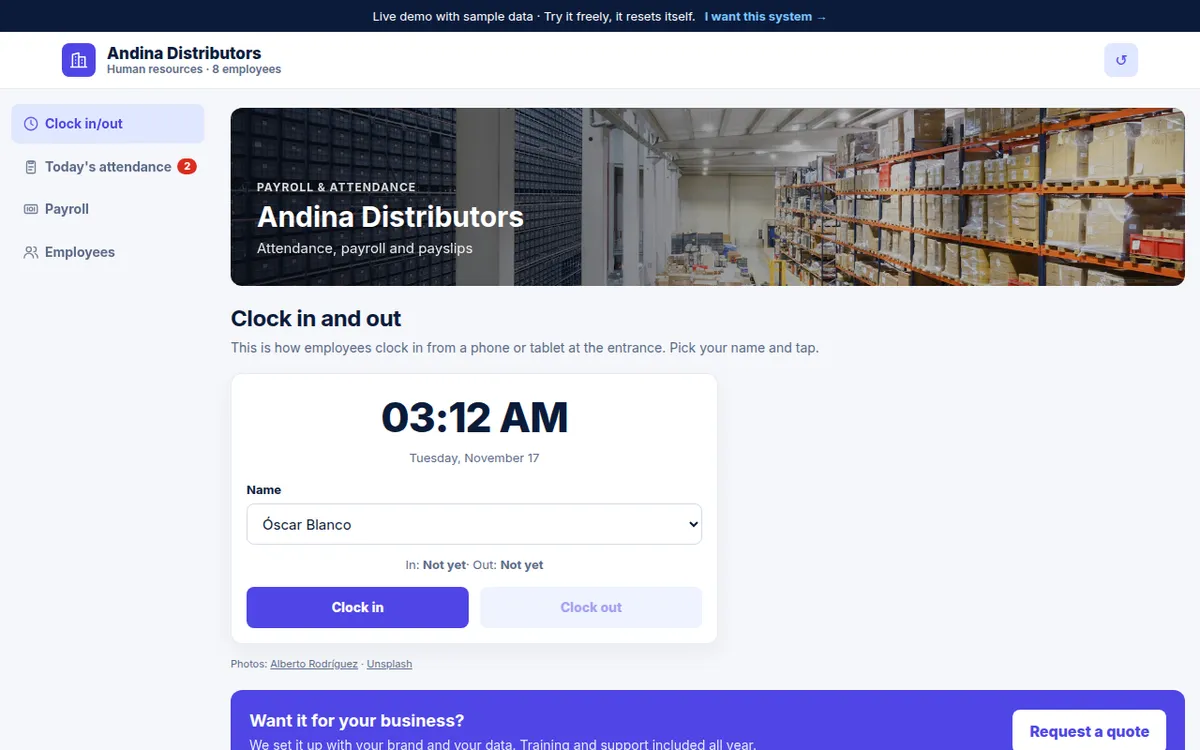 Live demo with sample data · Try it freely, it resets itself. I want this system →
Andina Distributors
Human resources · 8 employees
Clock in/out
Today's attendance 2
Payroll
Employees
PAYROLL & ATTENDANCE
Andina Distributors
Attendance, payroll and payslips
Clock in and out
This is how employees clock in from a phone or tablet at the entrance. Pick your name and tap.
03:12 AM
Tuesday, November 17
Name
Óscar Blanco
In: Not yet· Out: Not yet
Clock in
Clock out
Photos: Alberto Rodríguez · Unsplash
Want it for your business?
We set it up with your brand and your data. Training and support included all year.
Request a quote